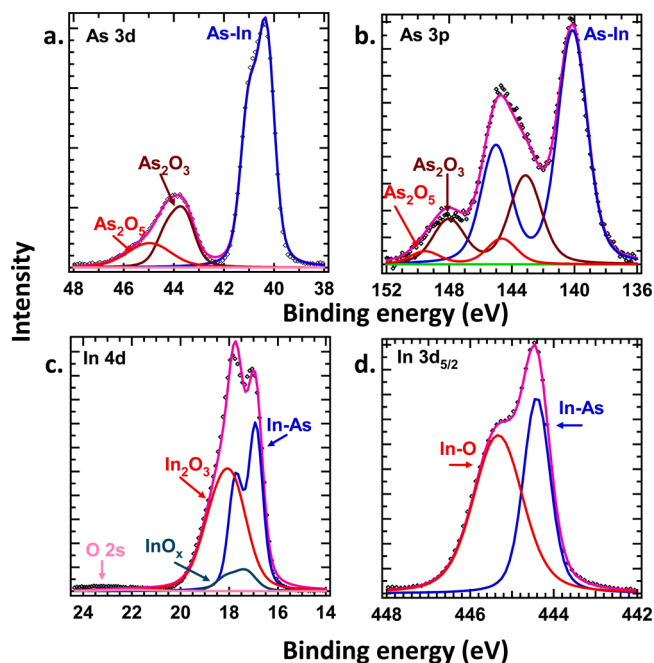 a. As 3d
As-In
As₂O₃
As₂O₅
48 46 44 42 40 38
b. As 3p
As-In
As₂O₃
As₂O₅
152 148 144 140 136
Intensity
Binding energy (eV)
c. In 4d
In-As
In₂O₃
InOₓ
O 2s
24 22 20 18 16 14
d. In 3d₅/₂
In-As
In-O
448 446 444 442
Binding energy (eV)